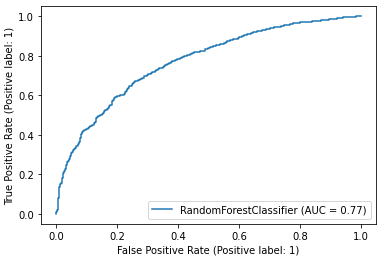 True Positive Rate (Positive label: 1)
1.0
0.8
0.6
0.4
0.2
0.0
RandomForestClassifier (AUC = 0.77)
0.0 0.2 0.4 0.6 0.8 1.0
False Positive Rate (Positive label: 1)